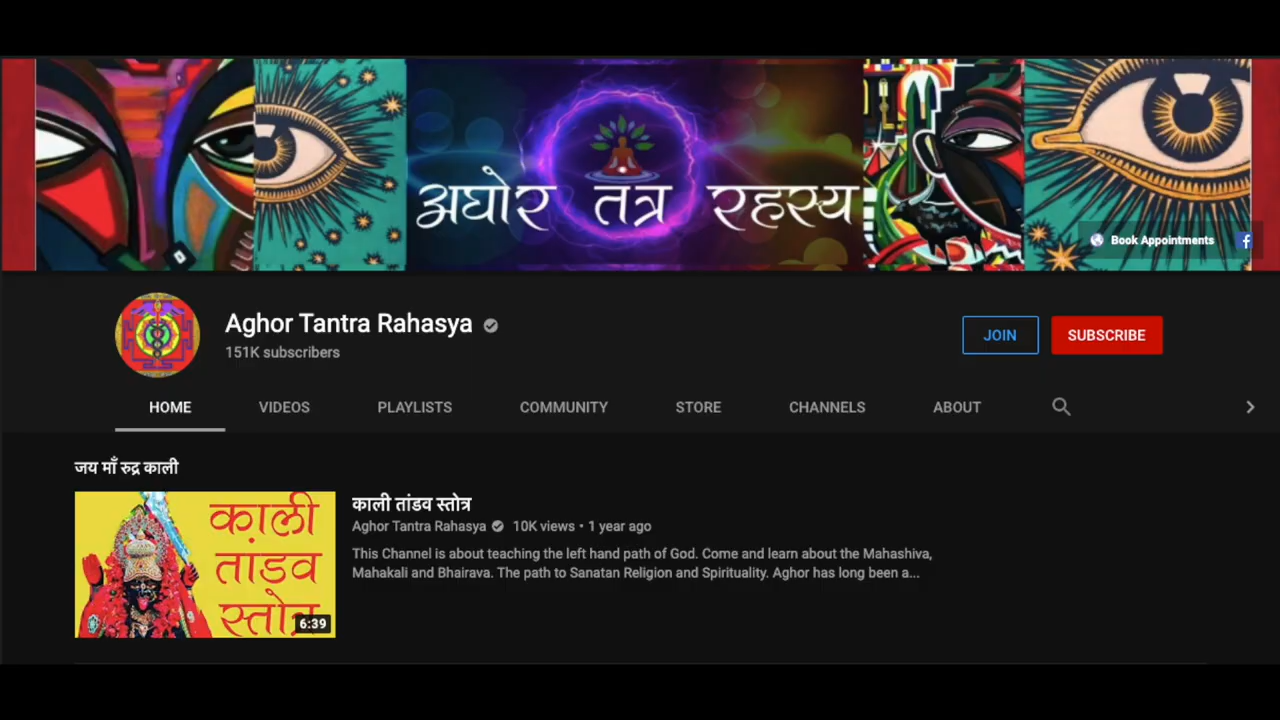 अघोर तंत्र रहस्य
Book Appointments
Aghor Tantra Rahasya
151K subscribers
JOIN
SUBSCRIBE
HOME VIDEOS PLAYLISTS COMMUNITY STORE CHANNELS ABOUT
जय माँ रुद्र काली
काली
तांडव
स्तोत्र
6:39
काली तांडव स्तोत्र
Aghor Tantra Rahasya 10K views • 1 year ago
This Channel is about teaching the left hand path of God. Come and learn about the Mahashiva,
Mahakali and Bhairava. The path to Sanatan Religion and Spirituality. Aghor has long been a...